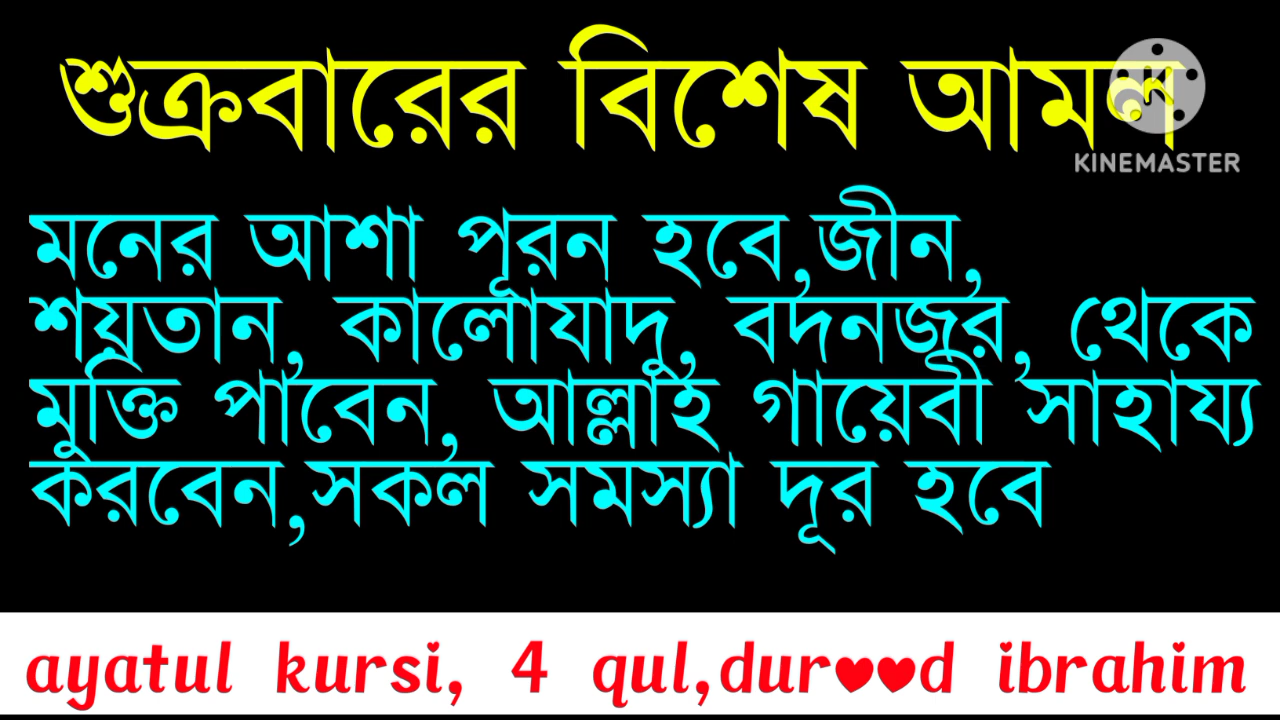 শুক্রবারের বিশেষ আমল
KINEMASTER
মনের আশা পূরন হবে,জীন,
শয়তান, কালোযাদু, বদনজর, থেকে
মুক্তি পাবেন, আল্লাহ গায়েবী সাহায্য
করবেন,সকল সমস্যা দূর হবে
ayatul kursi, 4 qul,dur♥♥d ibrahim